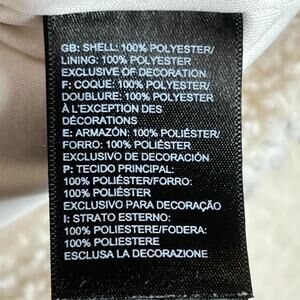 GB: SHELL: 100% POLYESTER/
LINING: 100% POLYESTER
EXCLUSIVE OF DECORATION
F: COQUE: 100% POLYESTER/
DOUBLURE: 100% POLYESTER
À L'EXCEPTION DES
DÉCORATIONS
E: ARMAZÓN: 100% POLIÉSTER/
FORRO: 100% POLIÉSTER
EXCLUSIVO DE DECORACIÓN
P: TECIDO PRINCIPAL:
100% POLIÉSTER/FORRO:
100% POLIÉSTER
EXCLUSIVO PARA DECORAÇÃO
I: STRATO ESTERNO:
100% POLIESTERE/FODERA:
100% POLIESTERE
ESCLUSA LA DECORAZIONE